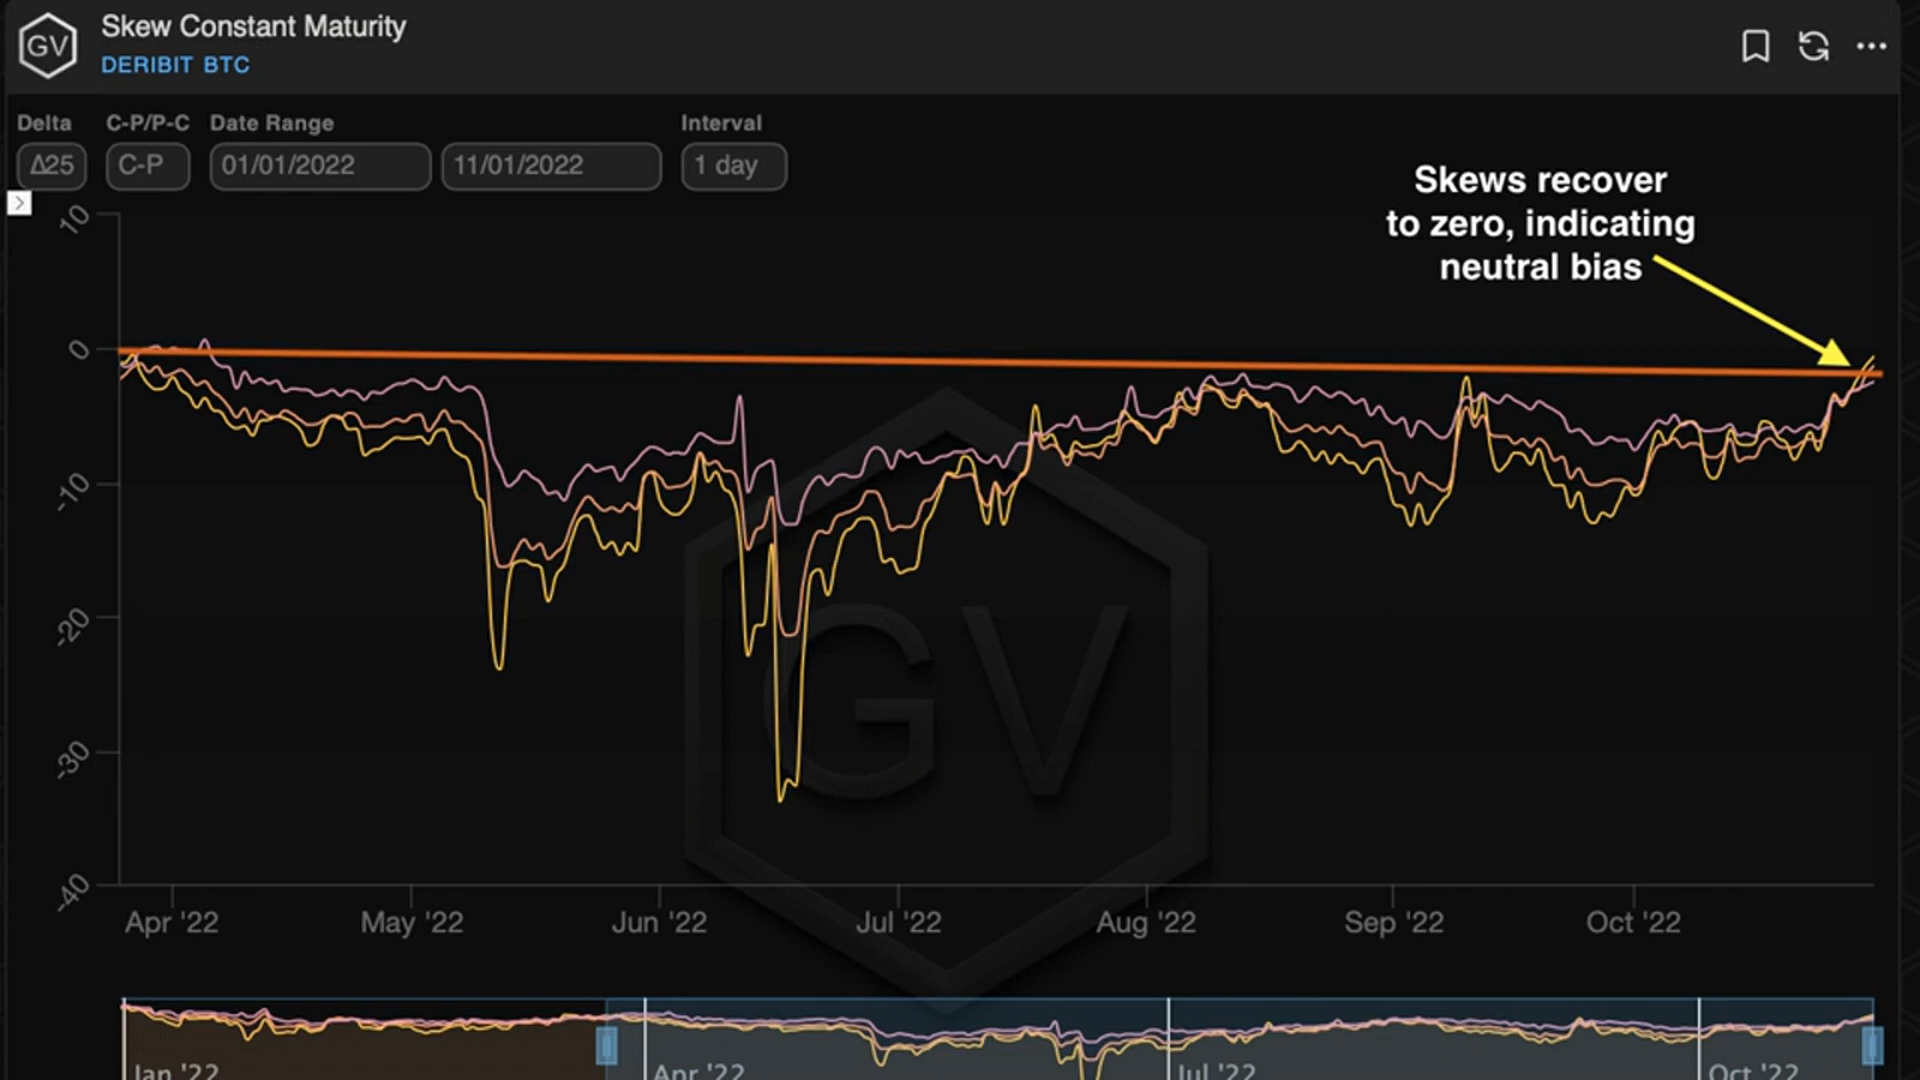 GV
Skew Constant Maturity
DERIBIT BTC
Delta
C-P/P-C
Date Range
Interval
Δ25
C-P
01/01/2022
11/01/2022
1 day
Skews recover
to zero, indicating
neutral bias
10
0
-10
-20
-30
-40
GV
Apr '22
May '22
Jun '22
Jul '22
Aug '22
Sep '22
Oct '22
Jan '22
Apr '22
Jul '22
Oct '22